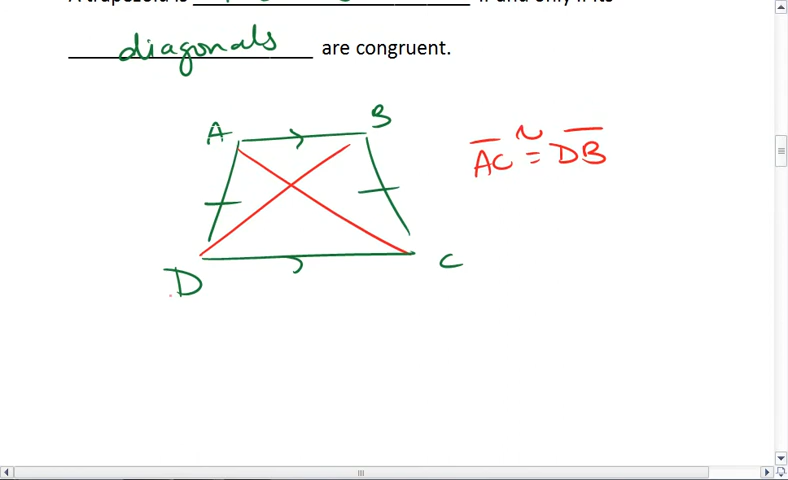 A trapezoid is if and only if its
diagonals are congruent.
A B
AC ≅ DB
D C